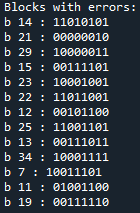 Blocks with errors:
b 14 : 11010101
b 21 : 00000010
b 29 : 10000011
b 15 : 00111101
b 23 : 10001001
b 22 : 11011001
b 12 : 00101100
b 25 : 11001101
b 13 : 00111011
b 34 : 10001111
b 7 : 10011101
b 11 : 01001100
b 19 : 00111110